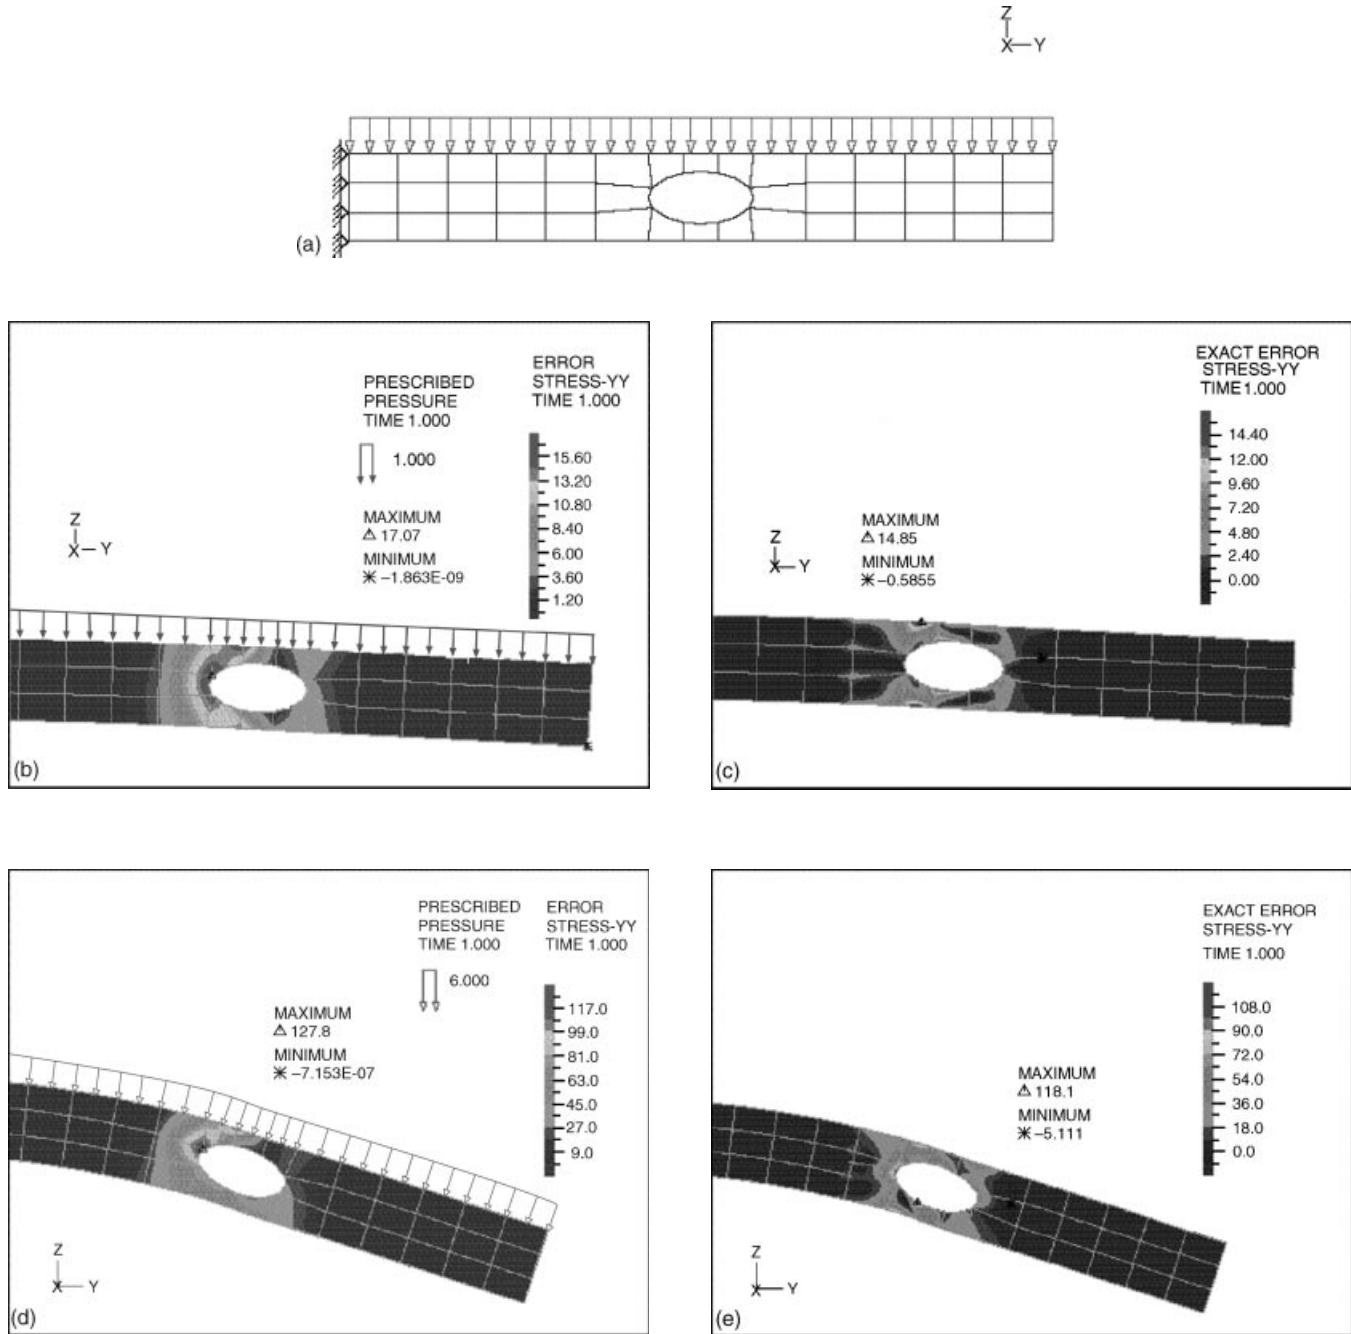 Z
X Y
(a)
PRESCRIBED
PRESSURE
TIME 1.000
1.000
MAXIMUM
17.07
MINIMUM
−1.863E-09
ERROR
STRESS-YY
TIME 1.000
15.60
13.20
10.80
8.40
6.00
3.60
1.20
Z
X Y
(b)
EXACT ERROR
STRESS-YY
TIME 1.000
14.40
12.00
9.60
7.20
4.80
2.40
0.00
MAXIMUM
14.85
MINIMUM
−0.5855
Z
X Y
(c)
PRESCRIBED
PRESSURE
TIME 1.000
6.000
ERROR
STRESS-YY
TIME 1.000
117.0
99.0
81.0
63.0
45.0
27.0
9.0
MAXIMUM
127.8
MINIMUM
−7.153E-07
Z
X Y
(d)
EXACT ERROR
STRESS-YY
TIME 1.000
108.0
90.0
72.0
54.0
36.0
18.0
0.0
MAXIMUM
118.1
MINIMUM
−5.111
Z
X Y
(e)